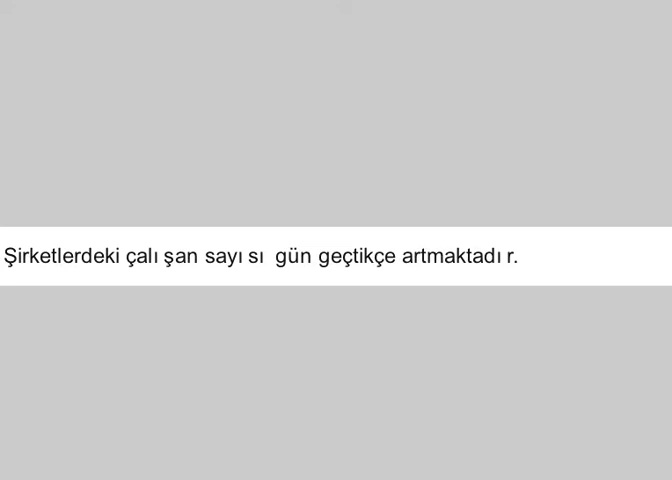 Şirketlerdeki çalı şan sayı sı  gün geçtikçe artmaktadı r.